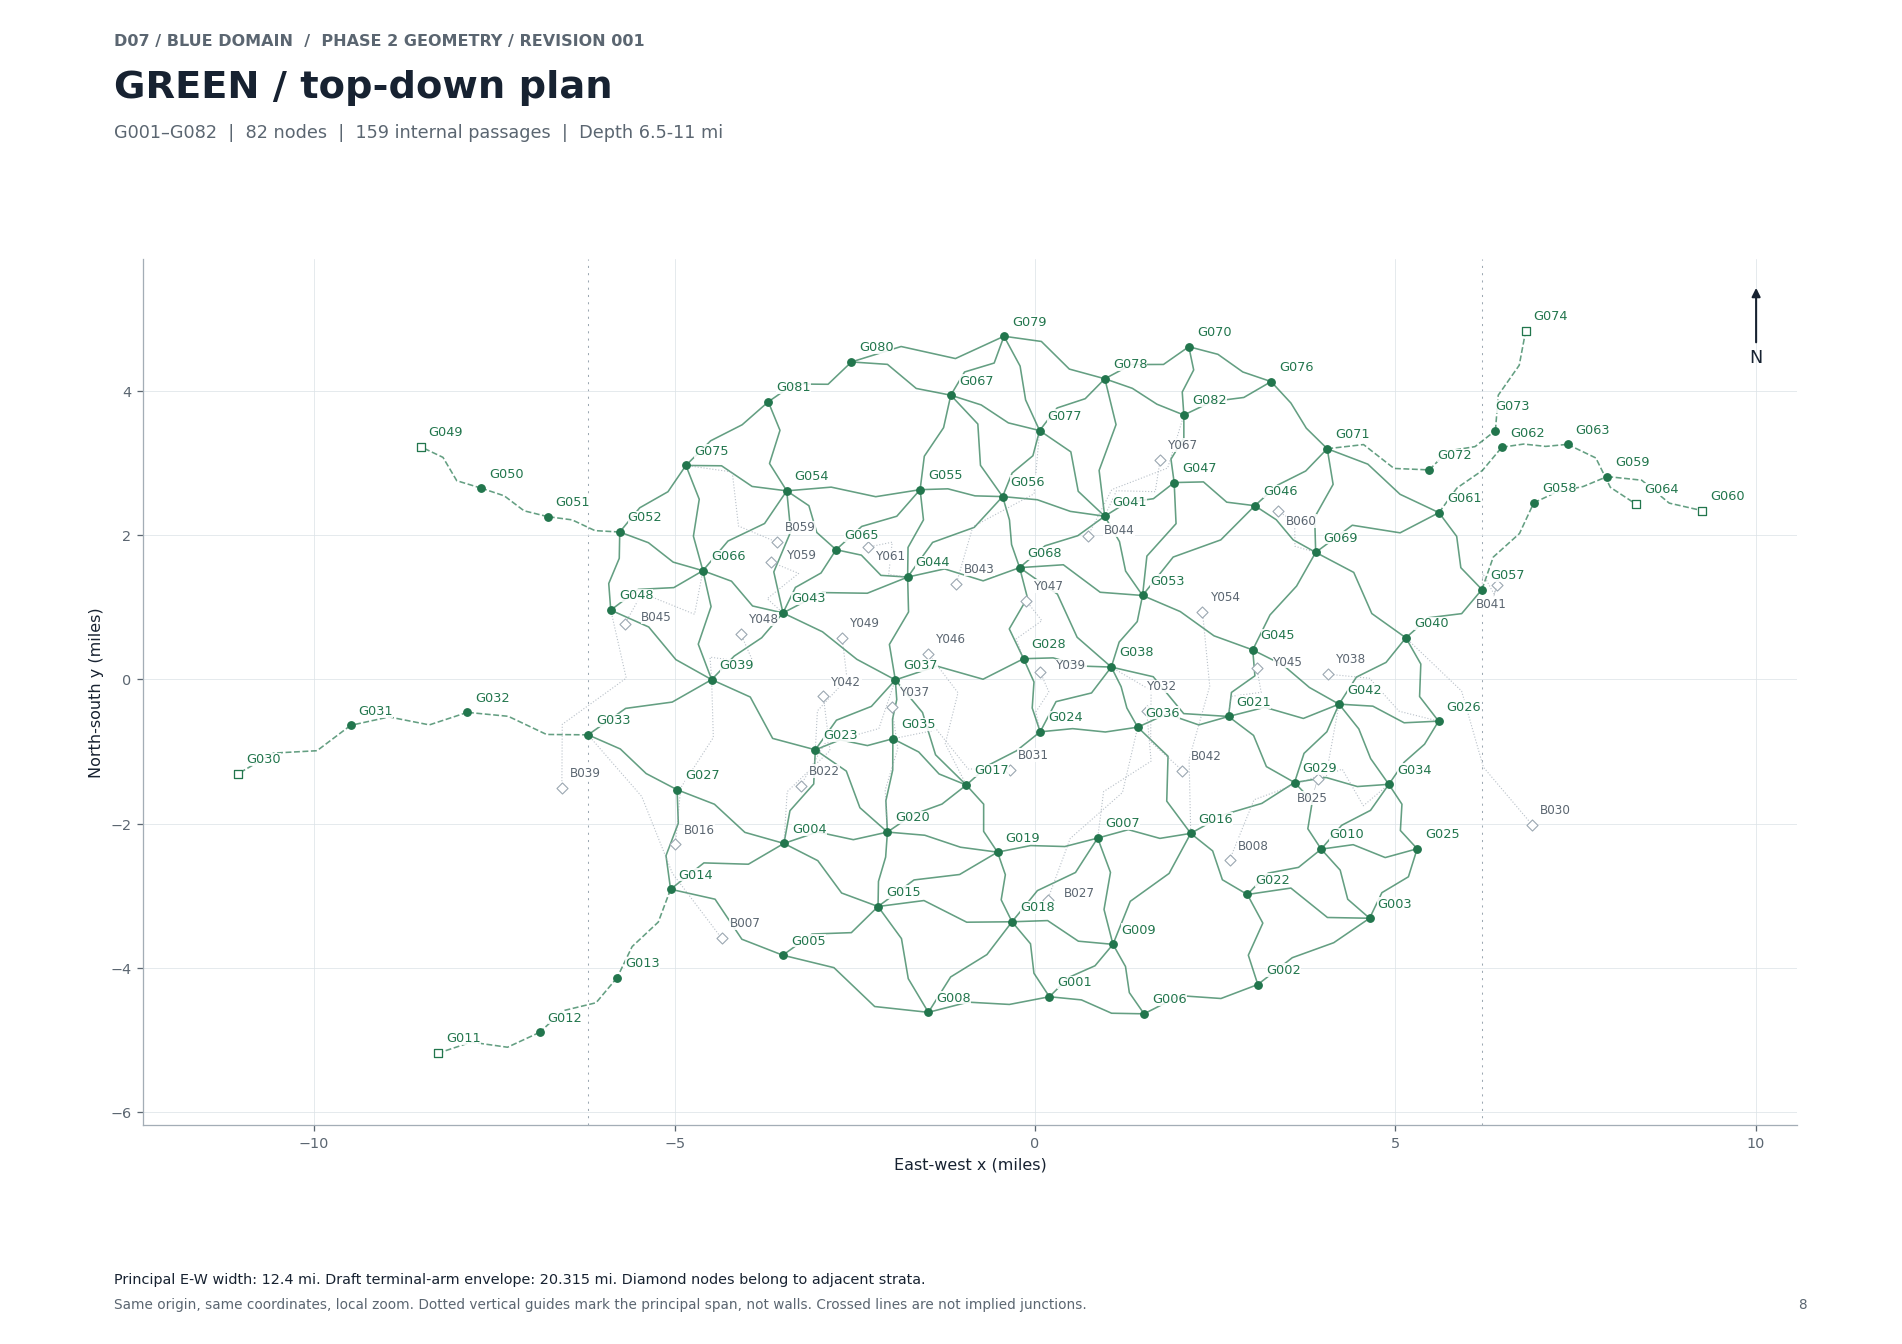 D07 / BLUE DOMAIN / PHASE 2 GEOMETRY / REVISION 001
GREEN / top-down plan
G001–G082 | 82 nodes | 159 internal passages | Depth 6.5-11 mi
G074
G079
G070
N
G080
G078
G076
G067
G081
4
G082
G073
G077
G049
G071
G062
G063
Y067
G075
G072
G059
G050
G054
G055
G056
G047
G046
G061
G058
G064
G060
G051
G041
G052
B059
B060
B044
2
G065
G069
G066
Y059
Y061
G044
G068
B043
G053
G057
Y047
G048
G043
Y054
B041
B045
Y048
Y049
G040
Y046
G028
G045
G039
G037
G038
Y039
Y045
Y038
0
Y042
Y037
Y032
G042
G032
G031
G033
G035
G024
G036
G021
G026
G023
North-south y (miles)
G030
B039
G027
B022
G017
B031
B042
G029
G034
B025
B030
−2
B016
G004
G020
G019
G007
G016
G010
G025
B008
G014
G015
B027
G022
G018
G003
B007
G005
G009
−4
G013
G008
G001
G002
G006
G012
G011
−6
−10
−5
0
5
10
East-west x (miles)
Principal E-W width: 12.4 mi. Draft terminal-arm envelope: 20.315 mi. Diamond nodes belong to adjacent strata.
Same origin, same coordinates, local zoom. Dotted vertical guides mark the principal span, not walls. Crossed lines are not implied junctions.
8